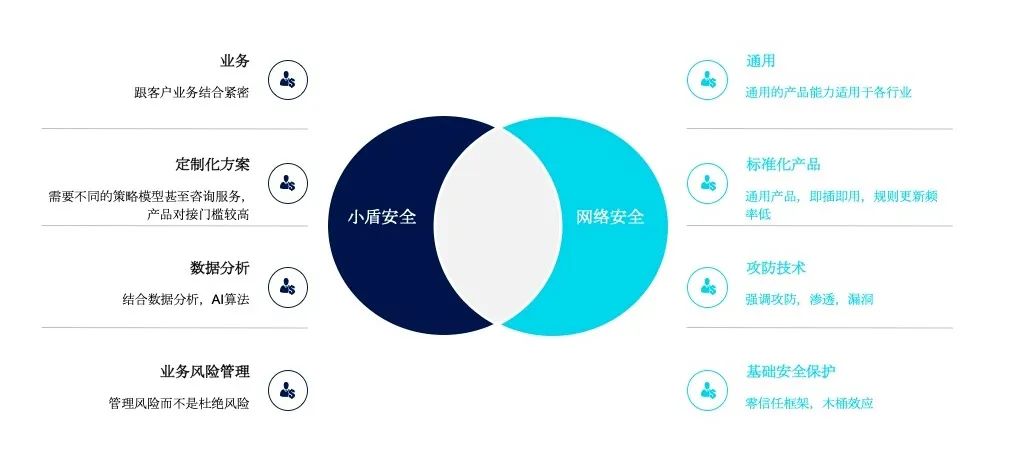 业务
跟客户业务结合紧密
定制化方案
需要不同的策略模型甚至咨询服务，
产品对接门槛较高
数据分析
结合数据分析，AI算法
业务风险管理
管理风险而不是杜绝风险
小盾安全
网络安全
通用
通用的产品能力适用于各行业
标准化产品
通用产品，即插即用，规则更新频
率低
攻防技术
强调攻防，渗透，漏洞
基础安全保护
零信任框架，木桶效应